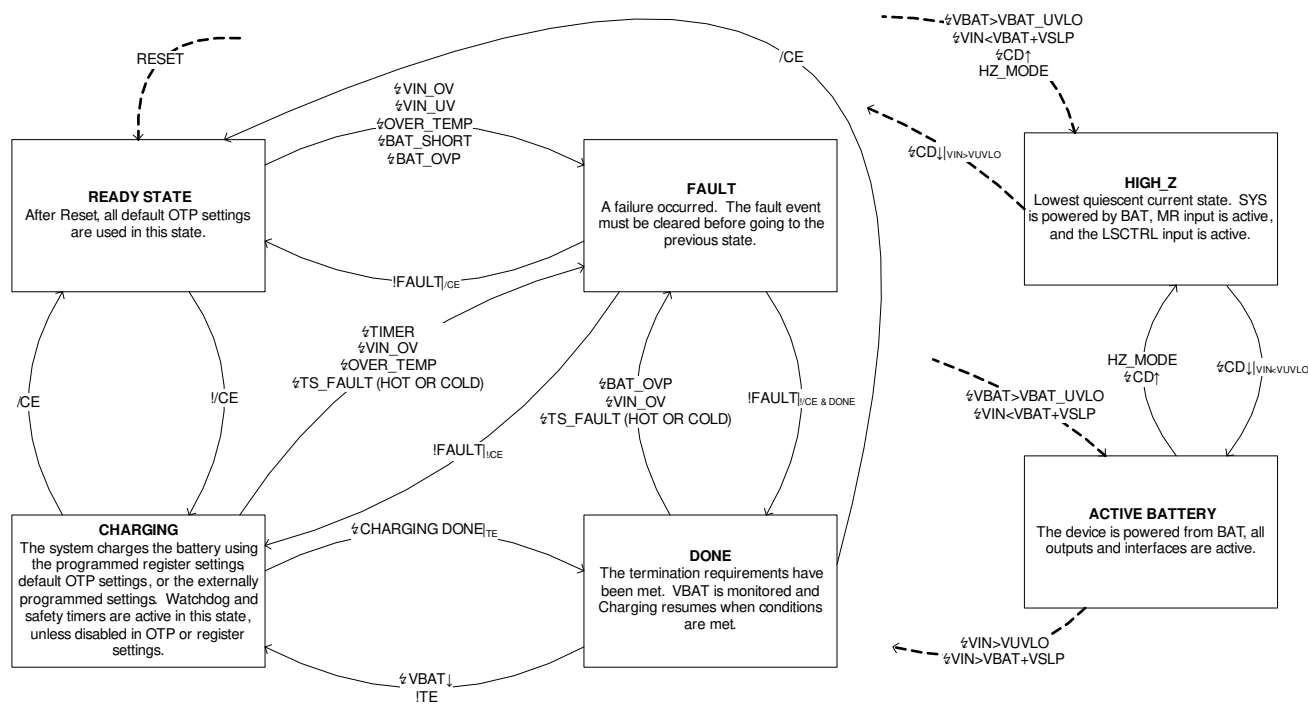 RESET
/CE
↯VIN_OV
↯VIN_UV
↯OVER_TEMP
↯BAT_SHORT
↯BAT_OVP
↯VBAT>VBAT_UVLO
↯VIN<VBAT+VSLP
↯CD↑
HZ_MODE
↯CD↓|VIN>VUVLO
READY STATE
After Reset, all default OTP settings
are used in this state.
FAULT
A failure occurred. The fault event
must be cleared before going to the
previous state.
HIGH_Z
Lowest quiescent current state. SYS
is powered by BAT, MR input is active,
and the LSCTRL input is active.
!FAULT|/CE
↯TIMER
↯VIN_OV
↯OVER_TEMP
↯TS_FAULT (HOT OR COLD)
/CE
!/CE
!FAULT|!/CE
↯BAT_OVP
↯VIN_OV
↯TS_FAULT (HOT OR COLD)
!FAULT|!/CE & DONE
HZ_MODE
↯CD↑
↯CD↓|VIN<VUVLO
↯VBAT>VBAT_UVLO
↯VIN<VBAT+VSLP
CHARGING
The system charges the battery using
the programmed register settings,
default OTP settings, or the externally
programmed settings. Watchdog and
safety timers are active in this state,
unless disabled in OTP or register
settings.
↯CHARGING DONE|TE
DONE
The termination requirements have
been met. VBAT is monitored and
Charging resumes when conditions
are met.
ACTIVE BATTERY
The device is powered from BAT, all
outputs and interfaces are active.
↯VBAT↓
!TE
↯VIN>VUVLO
↯VIN>VBAT+VSLP